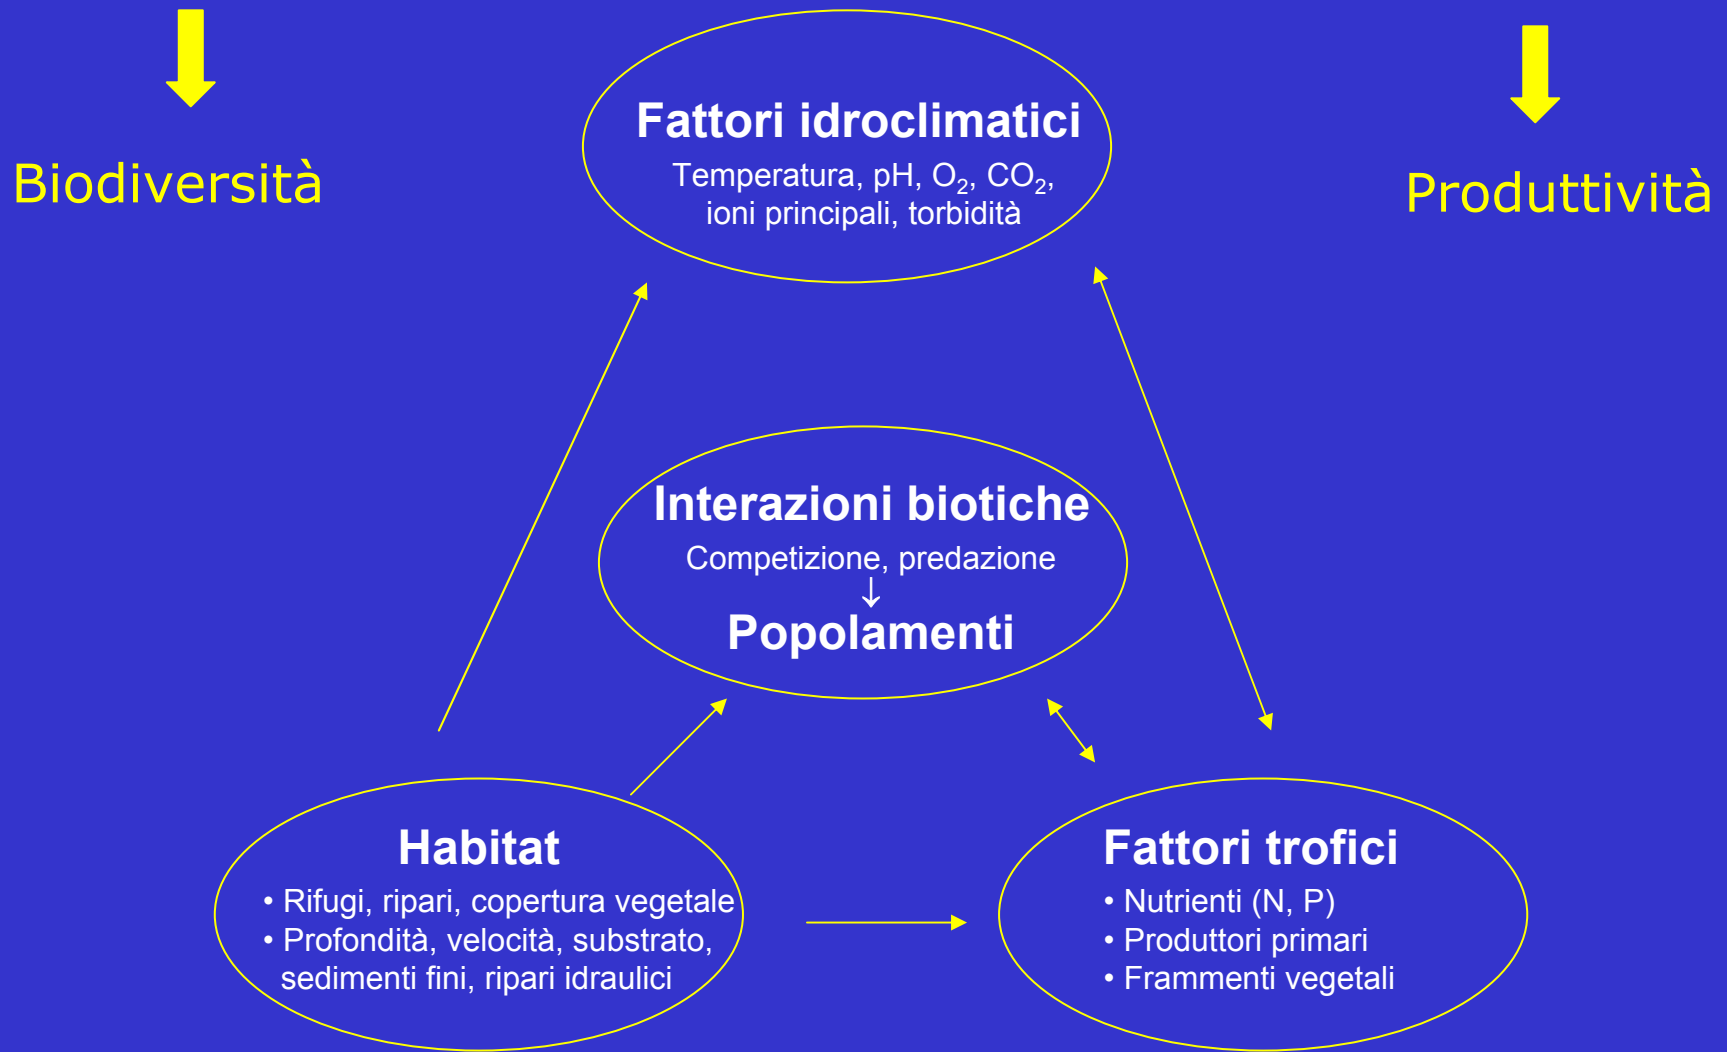 Biodiversità
Fattori idroclimatici
Temperatura, pH, O₂, CO₂,
ioni principali, torbidità
Produttività
Interazioni biotiche
Competizione, predazione
↓
Popolamenti
Habitat
• Rifugi, ripari, copertura vegetale
• Profondità, velocità, substrato,
sedimenti fini, ripari idraulici
Fattori trofici
• Nutrienti (N, P)
• Produttori primari
• Frammenti vegetali